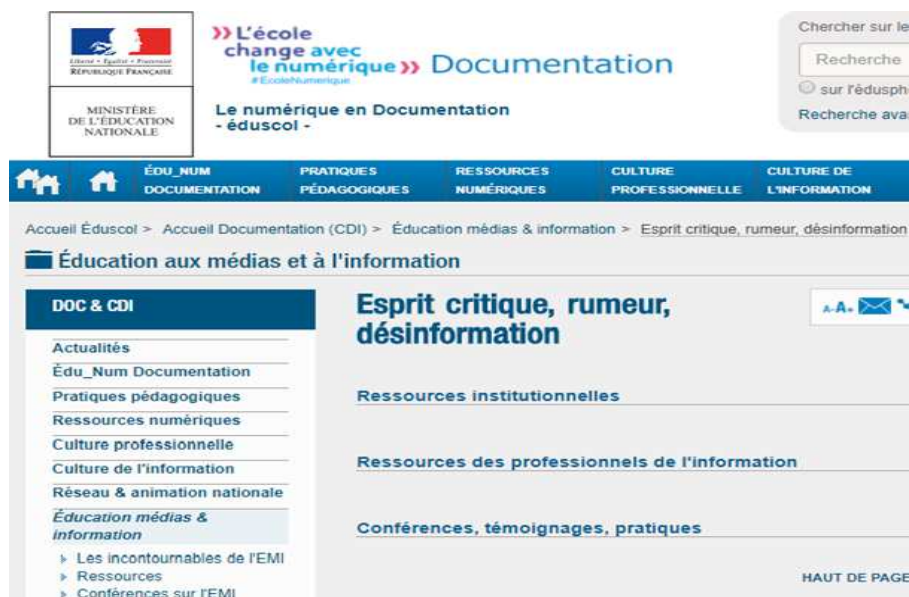 Liberté • Égalité • Fraternité
RÉPUBLIQUE FRANÇAISE
MINISTÈRE
DE L'ÉDUCATION
NATIONALE
L'école
change avec
le numérique
#EcoleNumerique
Documentation
Le numérique en Documentation
- éduscol -
Chercher sur le
Recherche
sur l'édusph
Recherche ava
ÉDU_NUM
DOCUMENTATION
PRATIQUES
PÉDAGOGIQUES
RESSOURCES
NUMÉRIQUES
CULTURE
PROFESSIONNELLE
CULTURE DE
L'INFORMATION
Accueil Éduscol > Accueil Documentation (CDI) > Éducation médias & information > Esprit critique, rumeur, désinformation
Éducation aux médias et à l'information
DOC & CDI
Actualités
Édu_Num Documentation
Pratiques pédagogiques
Ressources numériques
Culture professionnelle
Culture de l'information
Réseau & animation nationale
Éducation médias &
information
Les incontournables de l'EMI
Ressources
Conférences sur l'EMI
Esprit critique, rumeur,
désinformation
A-A+
Ressources institutionnelles
Ressources des professionnels de l'information
Conférences, témoignages, pratiques
HAUT DE PAGE